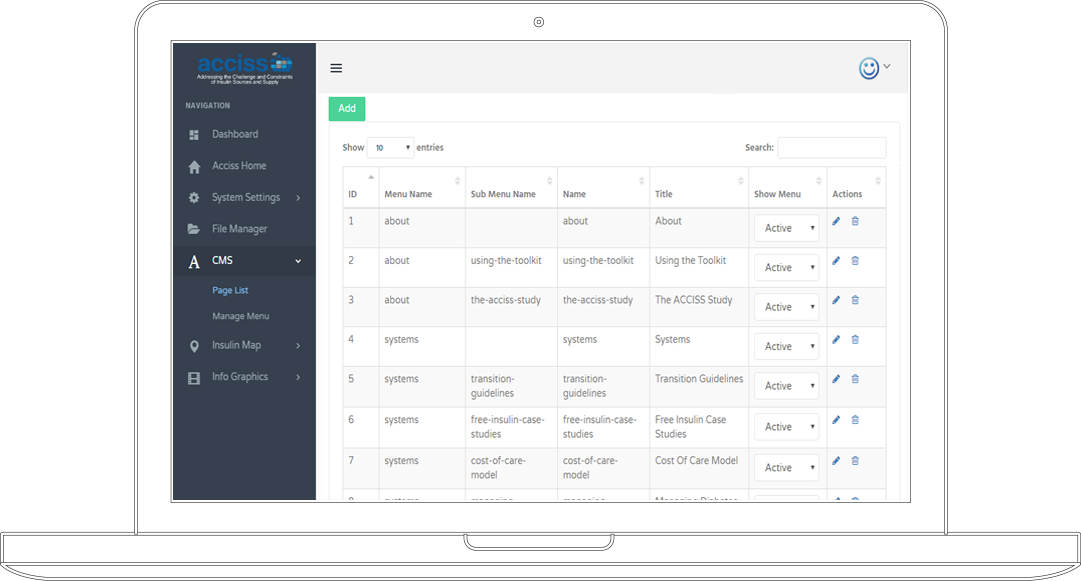 acciss
Addressing the Challenge and Constraints
of Insulin Sources and Supply
NAVIGATION
Dashboard
Acciss Home
System Settings
File Manager
CMS
Page List
Manage Menu
Insulin Map
Info Graphics
Add
Show 10 entries Search:
ID Menu Name Sub Menu Name Name Title Show Menu Actions
1 about about About Active
2 about using-the-toolkit using-the-toolkit Using the Toolkit Active
3 about the-acciss-study the-acciss-study The ACCISS Study Active
4 systems systems Systems Active
5 systems transition- transition- Transition Guidelines Active
guidelines guidelines
6 systems free-insulin-case- free-insulin-case- Free Insulin Case Active
studies studies Studies
7 systems cost-of-care- cost-of-care- Cost Of Care Model Active
model model